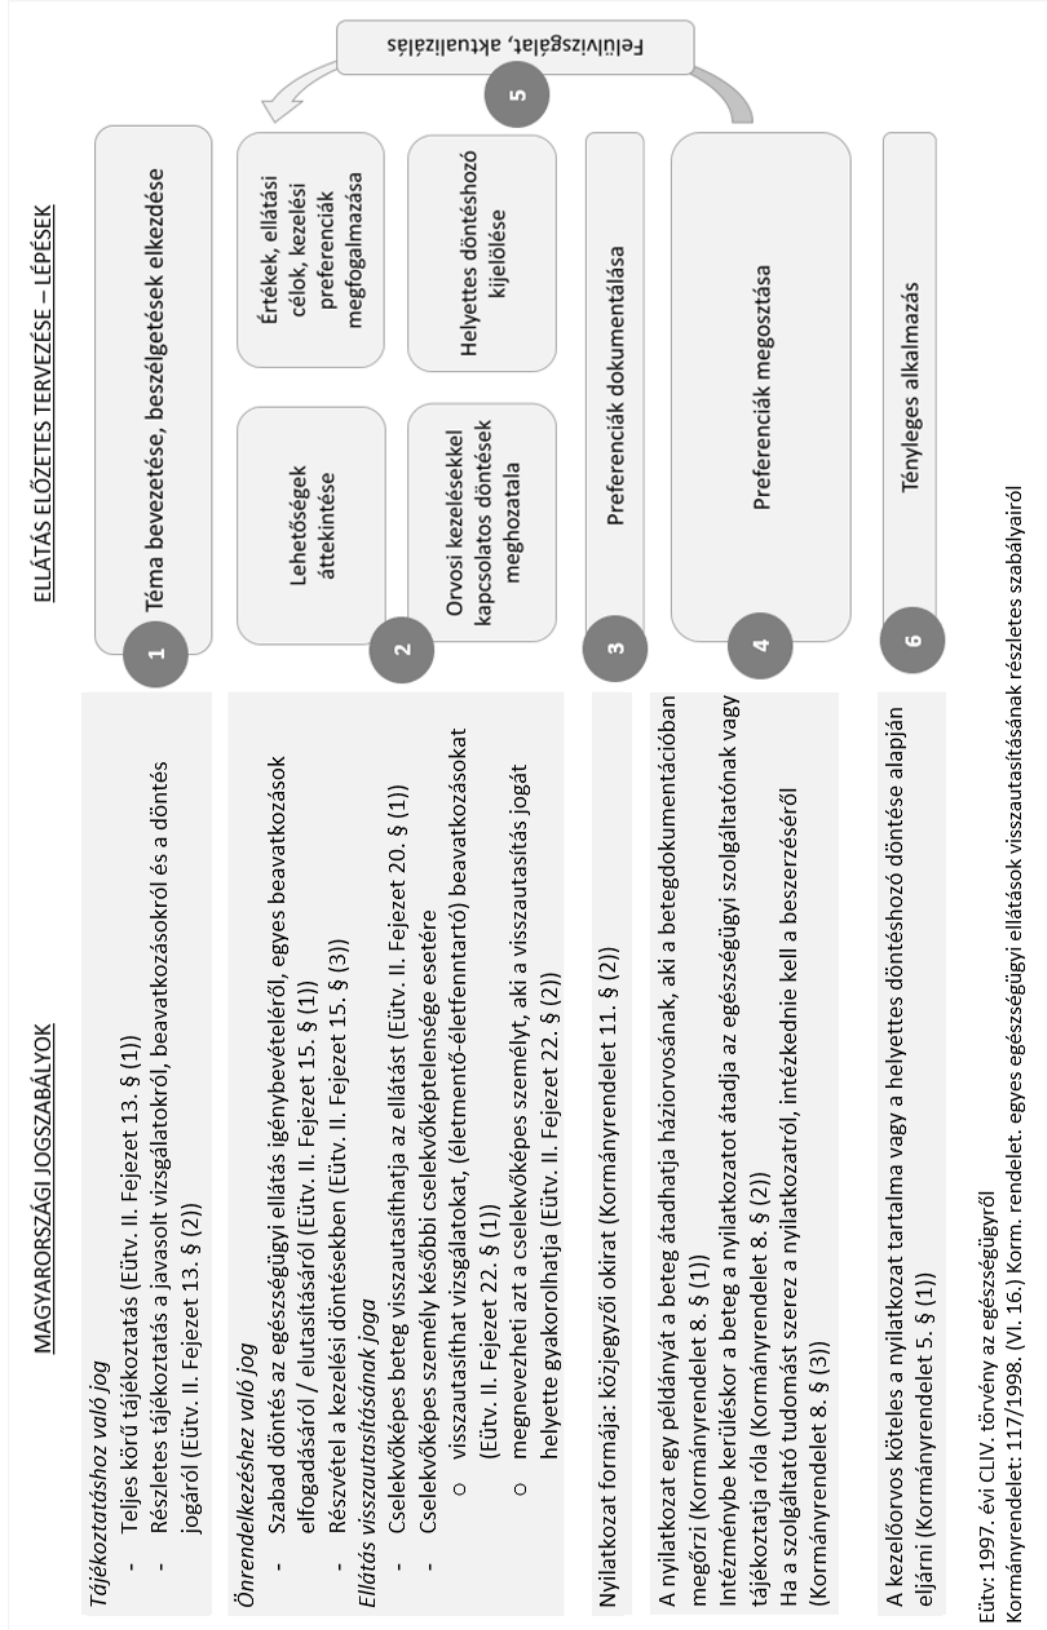 MAGYARORSZÁGI JOGSZABÁLYOK
Tájékoztatáshoz való jog
- Teljes körű tájékoztatás (Eütv. II. Fejezet 13. § (1))
- Részletes tájékoztatás a javasolt vizsgálatokról, beavatkozásokról és a döntés
jogáról (Eütv. II. Fejezet 13. § (2))
Önrendelkezéshez való jog
- Szabad döntés az egészségügyi ellátás igénybevételéről, egyes beavatkozások
elfogadásáról / elutasításáról (Eütv. II. Fejezet 15. § (1))
- Részvétel a kezelési döntésekben (Eütv. II. Fejezet 15. § (3))
Ellátás visszautasításának joga
- Cselekvőképes beteg visszautasíthatja az ellátást (Eütv. II. Fejezet 20. § (1))
- Cselekvőképes személy későbbi cselekvőképtelensége esetére
○ visszautasíthat vizsgálatokat, (életmentő-életfenntartó) beavatkozásokat
(Eütv. II. Fejezet 22. § (1))
○ megnevezheti azt a cselekvőképes személyt, aki a visszautasítás jogát
helyette gyakorolhatja (Eütv. II. Fejezet 22. § (2))
Nyilatkozat formája: közjegyzői okirat (Kormányrendelet 11. § (2))
A nyilatkozat egy példányát a beteg átadhatja háziorvosának, aki a betegdokumentációban
megőrzi (Kormányrendelet 8. § (1))
Intézménybe kerüléskor a beteg a nyilatkozatot átadja az egészségügyi szolgáltatónak vagy
tájékoztatja róla (Kormányrendelet 8. § (2))
Ha a szolgáltató tudomást szerez a nyilatkozatról, intézkednie kell a beszerzéséről
(Kormányrendelet 8. § (3))
A kezelőorvos köteles a nyilatkozat tartalma vagy a helyettes döntéshozó döntése alapján
eljárni (Kormányrendelet 5. § (1))
ELLÁTÁS ELŐZETES TERVEZÉSE – LÉPÉSEK
1
Téma bevezetése, beszélgetések elkezdése
2
Lehetőségek
áttekintése
Értékek, ellátási
célok, kezelési
preferenciák
megfogalmazása
Orvosi kezelésekkel
kapcsolatos döntések
meghozatala
Helyettes döntéshozó
kijelölése
3
Preferenciák dokumentálása
4
Preferenciák megosztása
5
Felülvizsgálat, aktualizálás
6
Tényleges alkalmazás
Eütv: 1997. évi CLIV. törvény az egészségügyről
Kormányrendelet: 117/1998. (VI. 16.) Korm. rendelet. egyes egészségügyi ellátások visszautasításának részletes szabályairól